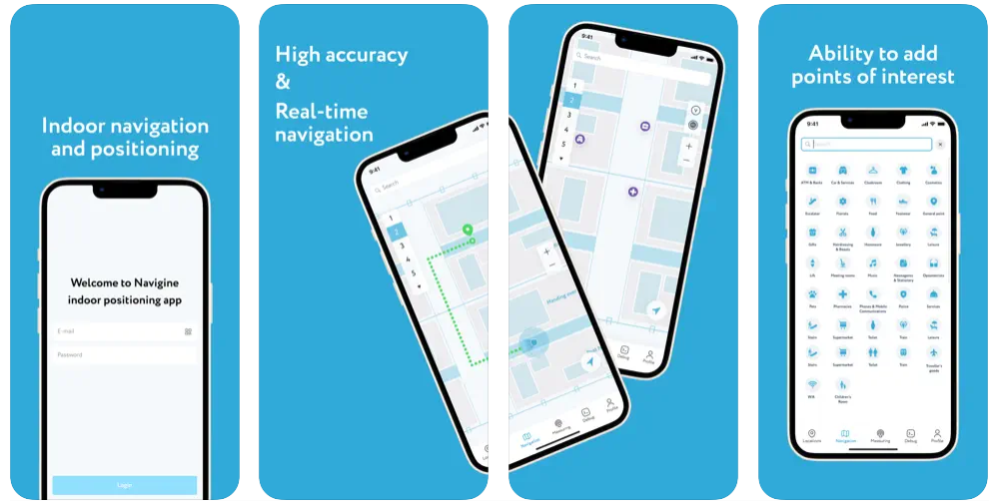 Indoor navigation
and positioning
Welcome to Navigine
indoor positioning app
E-mail
Password
Login
High accuracy
&
Real-time
navigation
9:41
Search
1
2
3
4
5
Navigation
Measuring
Debug
Profile
9:41
Search
1
2
3
4
5
Debug
Profile
Ability to add
points of interest
9:41
Search
ATM & Banks
Car & Services
Cloakroom
Clothing
Cosmetics
Escalator
Florists
Food
Footwear
General point
Gifts
Hairdressing
& Beauty
Homeware
Jewellery
Leisure
Lift
Meeting rooms
Music
Newsagents
& Stationery
Opticians
Pets
Pharmacies
Phones & Mobile
Communications
Police
Services
Stairs
Supermarket
Toilet
Train
Leisure
Stairs
Supermarket
Toilet
Train
Traveller's
goods
Wifi
Children's
Room
Locations
Navigation
Measuring
Debug
Profile